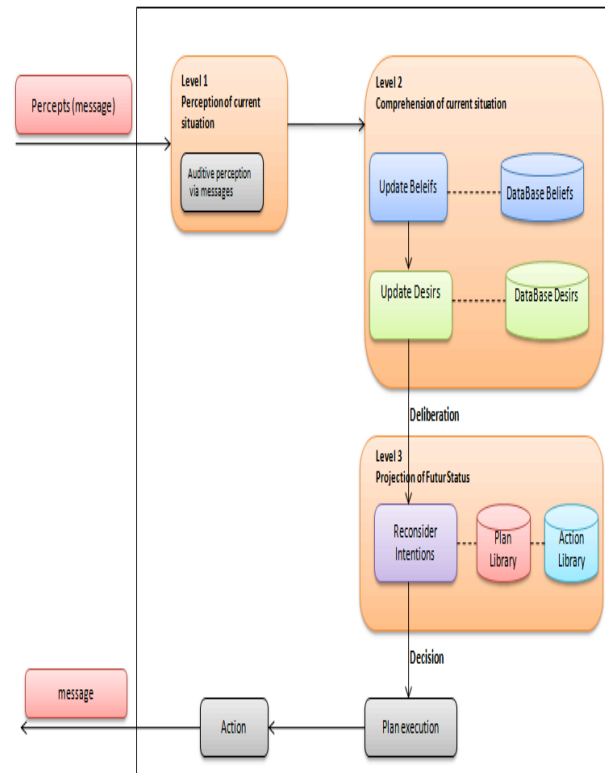 Percepts (message)
Level 1
Perception of current
situation
Auditive perception
via messages
Level 2
Comprehension of current situation
Update Beleifs
DataBase Beliefs
Update Desirs
DataBase Desirs
Deliberation
Level 3
Projection of Futur Status
Reconsider
Intentions
Plan
Library
Action
Library
Decision
Plan execution
Action
message